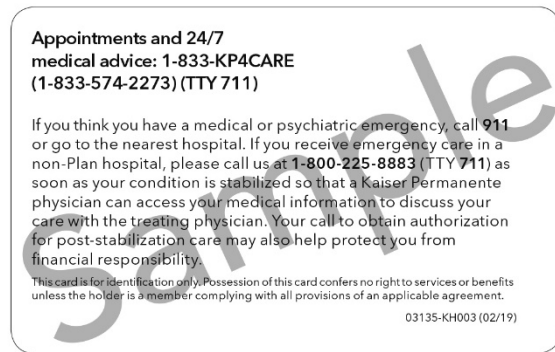 Appointments and 24/7
medical advice: 1-833-KP4CARE
(1-833-574-2273) (TTY 711)
If you think you have a medical or psychiatric emergency, call 911
or go to the nearest hospital. If you receive emergency care in a
non-Plan hospital, please call us at 1-800-225-8883 (TTY 711) as
soon as your condition is stabilized so that a Kaiser Permanente
physician can access your medical information to discuss your
care with the treating physician. Your call to obtain authorization
for post-stabilization care may also help protect you from
financial responsibility.
This card is for identification only. Possession of this card confers no right to services or benefits
unless the holder is a member complying with all provisions of an applicable agreement.
03135-KH003 (02/19)
Sample